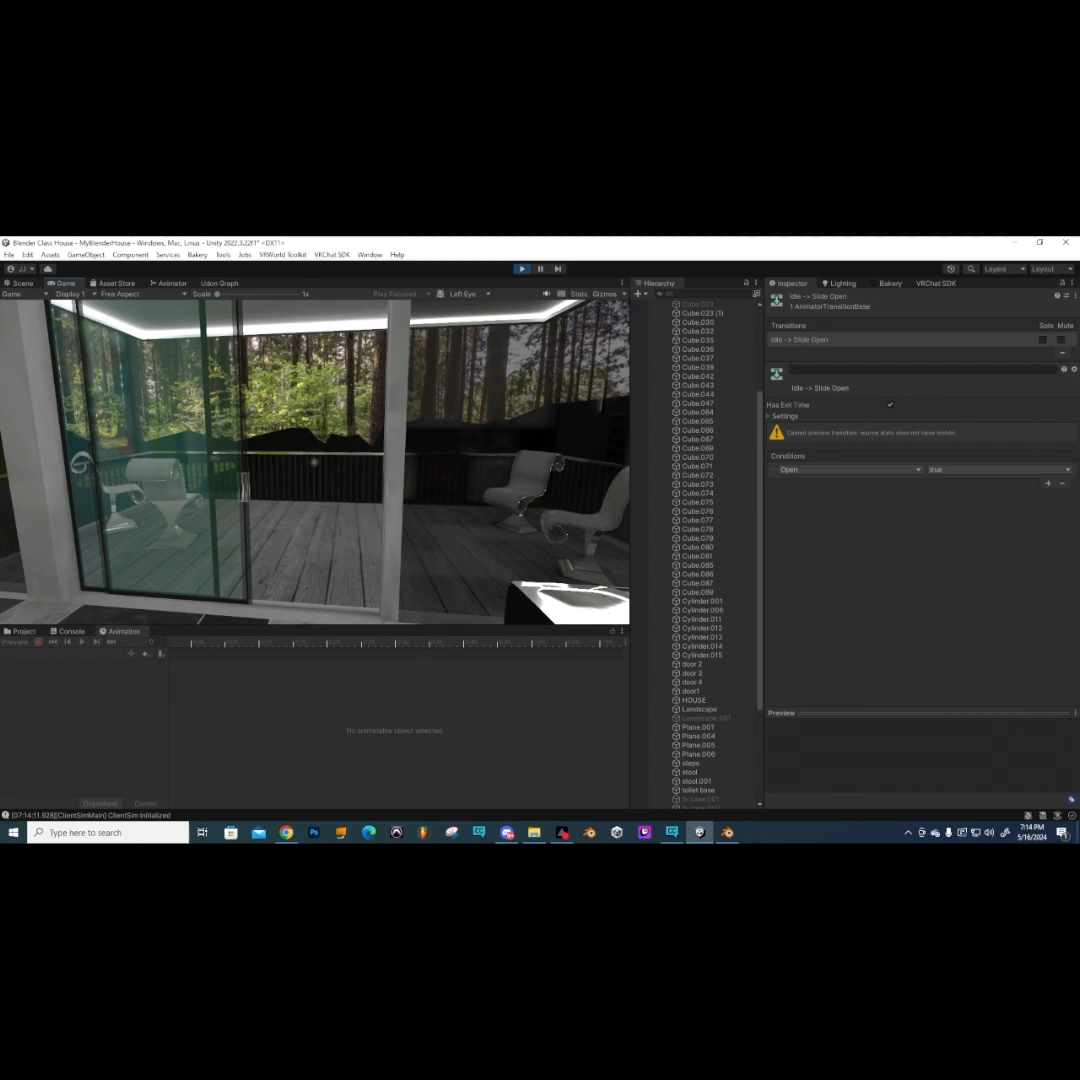 Blender Class House - MyBlenderHouse - Windows, Mac, Linux - Unity 2022.3.22f1* <DX11>
File Edit Assets GameObject Component Services Bakery Tools Jobs VRWorld Toolkit VRChat SDK Window Help
JJ
Layers Layout
Scene Game Asset Store Animator Udon Graph
Game Display 1 Free Aspect Scale 1x Play Focused Left Eye Stats Gizmos
Hierarchy
All
Cube.023
Cube.023 (1)
Cube.030
Cube.032
Cube.035
Cube.036
Cube.037
Cube.038
Cube.042
Cube.043
Cube.044
Cube.047
Cube.064
Cube.065
Cube.066
Cube.067
Cube.069
Cube.070
Cube.071
Cube.072
Cube.073
Cube.074
Cube.075
Cube.076
Cube.077
Cube.078
Cube.079
Cube.080
Cube.081
Cube.085
Cube.086
Cube.087
Cube.089
Cylinder.001
Cylinder.006
Cylinder.011
Cylinder.012
Cylinder.013
Cylinder.014
Cylinder.015
door 2
door 3
door 4
door1
HOUSE
Landscape
Landscape.001
Plane.001
Plane.004
Plane.005
Plane.006
steps
stool
stool.001
toilet base
tv case.001
Inspector Lighting Bakery VRChat SDK
Idle -> Slide Open
1 AnimatorTransitionBase
Transitions Solo Mute
Idle -> Slide Open
Idle -> Slide Open
Has Exit Time
Settings
Cannot preview transition: source state does not have motion
Conditions
Open true
Preview
Project Console Animation
Preview 0
No animatable object selected.
Dopesheet Curves
[07:14:11.928][ClientSimMain] ClientSim Initialized
Type here to search
7:14 PM
5/16/2024